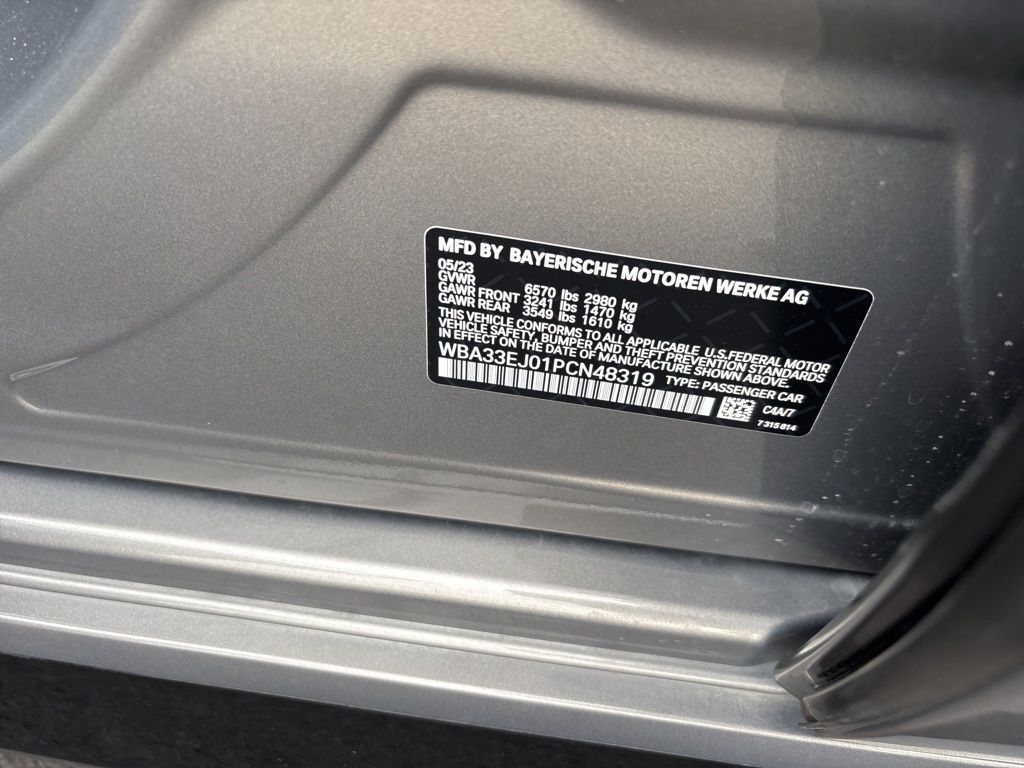 MFD BY BAYERISCHE MOTOREN WERKE AG
05/23
GVWR 6570 lbs 2980 kg
GAWR FRONT 3241 lbs 1470 kg
GAWR REAR 3549 lbs 1610 kg
THIS VEHICLE CONFORMS TO ALL APPLICABLE U.S.FEDERAL MOTOR
VEHICLE SAFETY, BUMPER AND THEFT PREVENTION STANDARDS
IN EFFECT ON THE DATE OF MANUFACTURE SHOWN ABOVE.
WBA33EJ01PCN48319 TYPE: PASSENGER CAR
C4A/7
7 315 814